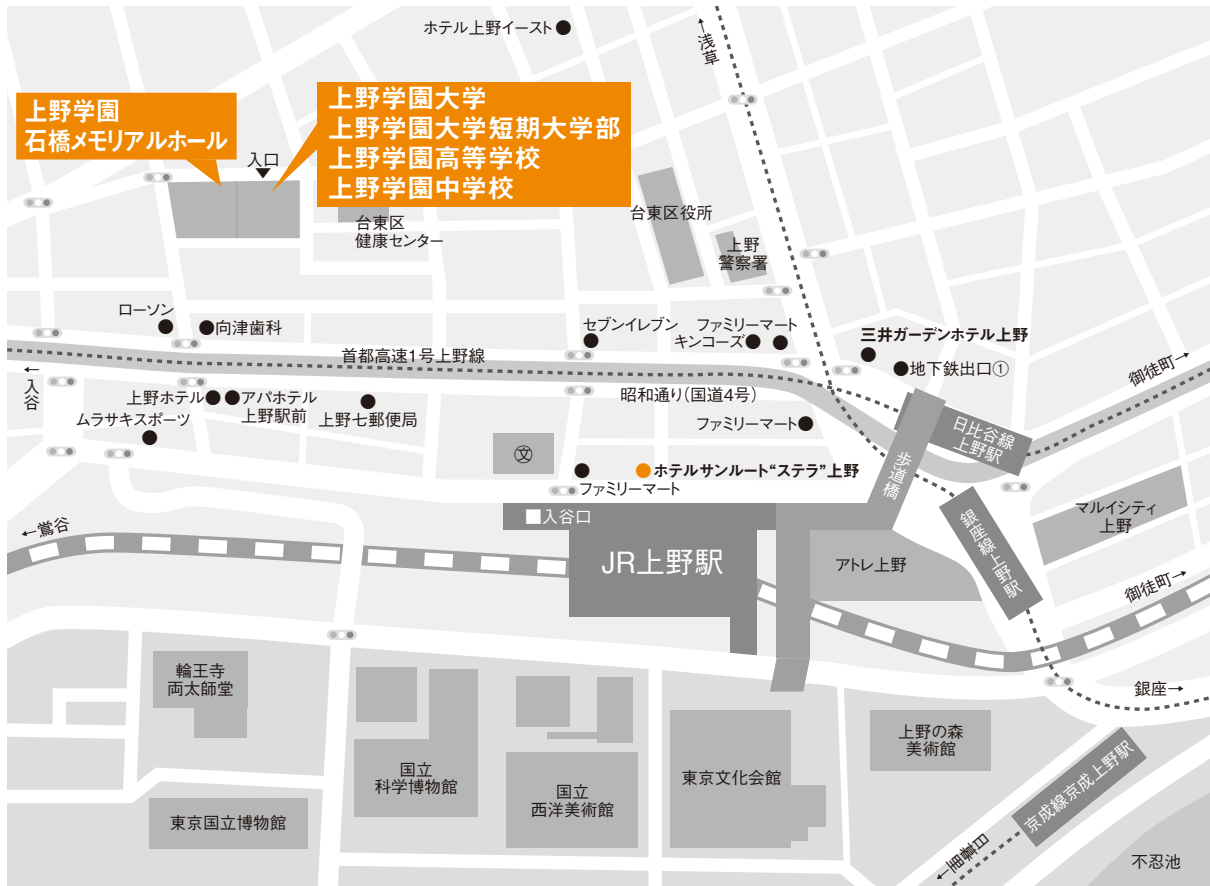 ホテル上野イースト
←浅草
上野学園
石橋メモリアルホール
上野学園大学
上野学園大学短期大学部
上野学園高等学校
上野学園中学校
入口
台東区
健康センター
台東区役所
上野
警察署
ローソン
向津歯科
セブンイレブン
ファミリーマート
キンコーズ
三井ガーデンホテル上野
地下鉄出口①
首都高速1号上野線
御徒町→
←入谷
昭和通り(国道4号)
上野ホテル
アパホテル
上野駅前
上野七郵便局
ムラサキスポーツ
ファミリーマート
日比谷線
上野駅
歩道橋
文
ホテルサンルート“ステラ”上野
ファミリーマート
マルイシティ
上野
入谷口
銀座線上野駅
←鶯谷
JR上野駅
アトレ上野
御徒町→
輪王寺
両太師堂
銀座→
上野の森
美術館
国立
科学博物館
国立
西洋美術館
東京文化会館
東京国立博物館
京成線京成上野駅
日暮里→
不忍池